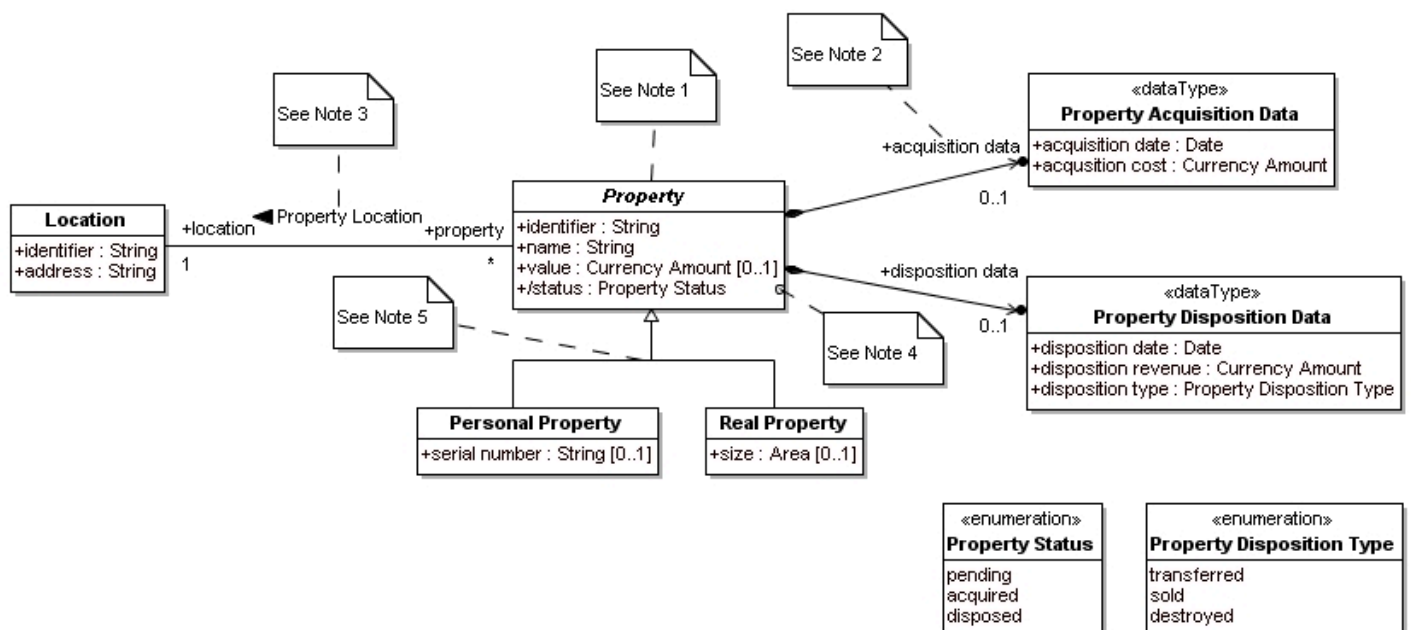 See Note 2
See Note 1
See Note 3
«dataType»
Property Acquisition Data
+acquisition date : Date
+acqusition cost : Currency Amount
+acquisition data
0..1
Property
+identifier : String
+name : String
+value : Currency Amount [0..1]
+/status : Property Status
Location
+identifier : String
+address : String
+location
Property Location
+property
1
*
+disposition data
0..1
«dataType»
Property Disposition Data
+disposition date : Date
+disposition revenue : Currency Amount
+disposition type : Property Disposition Type
See Note 5
See Note 4
Personal Property
+serial number : String [0..1]
Real Property
+size : Area [0..1]
«enumeration»
Property Status
pending
acquired
disposed
«enumeration»
Property Disposition Type
transferred
sold
destroyed